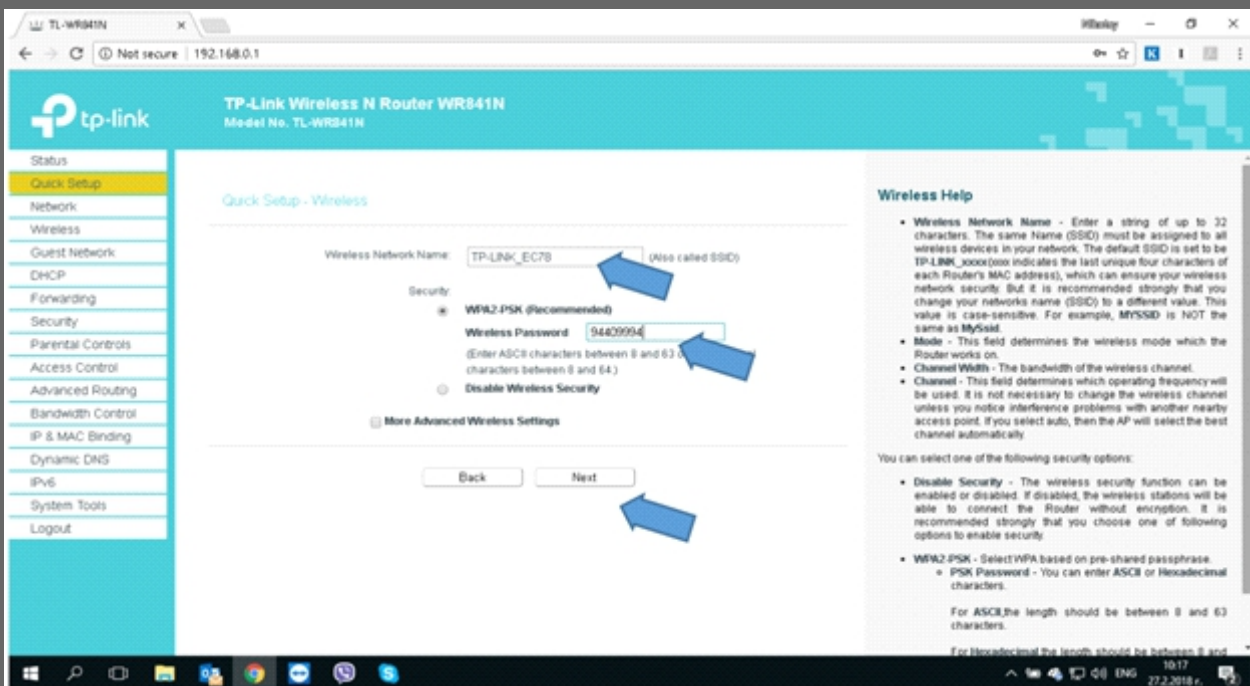 TL-WR841N
Nikolay
Not secure | 192.168.0.1
tp-link
TP-Link Wireless N Router WR841N
Model No. TL-WR841N
Status
Quick Setup
Network
Wireless
Guest Network
DHCP
Forwarding
Security
Parental Controls
Access Control
Advanced Routing
Bandwidth Control
IP & MAC Binding
Dynamic DNS
IPv6
System Tools
Logout
Quick Setup - Wireless
Wireless Network Name: TP-LINK_EC78 (Also called SSID)
Security:
WPA2-PSK (Recommended)
Wireless Password 94409994
(Enter ASCII characters between 8 and 63
characters between 8 and 64.)
Disable Wireless Security
More Advanced Wireless Settings
Back Next
Wireless Help
Wireless Network Name - Enter a string of up to 32
characters. The same Name (SSID) must be assigned to all
wireless devices in your network. The default SSID is set to be
TP-LINK_xxxx(xxxx indicates the last unique four characters of
each Router's MAC address), which can ensure your wireless
network security. But it is recommended strongly that you
change your networks name (SSID) to a different value. This
value is case-sensitive. For example, MYSSID is NOT the
same as MySsid.
Mode - This field determines the wireless mode which the
Router works on.
Channel Width - The bandwidth of the wireless channel.
Channel - This field determines which operating frequency will
be used. It is not necessary to change the wireless channel
unless you notice interference problems with another nearby
access point. If you select auto, then the AP will select the best
channel automatically.
You can select one of the following security options:
Disable Security - The wireless security function can be
enabled or disabled. If disabled, the wireless stations will be
able to connect the Router without encryption. It is
recommended strongly that you choose one of following
options to enable security.
WPA2-PSK - Select WPA based on pre-shared passphrase.
PSK Password - You can enter ASCII or Hexadecimal
characters.
For ASCII,the length should be between 8 and 63
characters.
For Hexadecimal,the length should be between 8 and
ENG
10:17
27.2.2018 г.